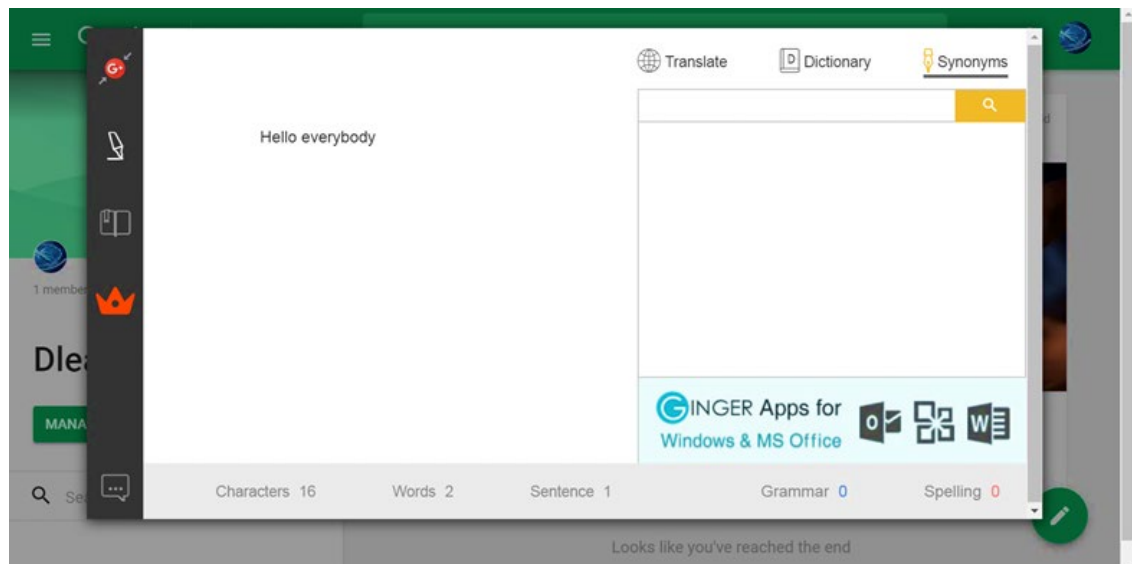 G+
Translate
D
Dictionary
Synonyms
Hello everybody
1 member
Dle
MANA
GINGER Apps for
Windows & MS Office
O
W
Se
Characters 16
Words 2
Sentence 1
Grammar 0
Spelling 0
Looks like you've reached the end